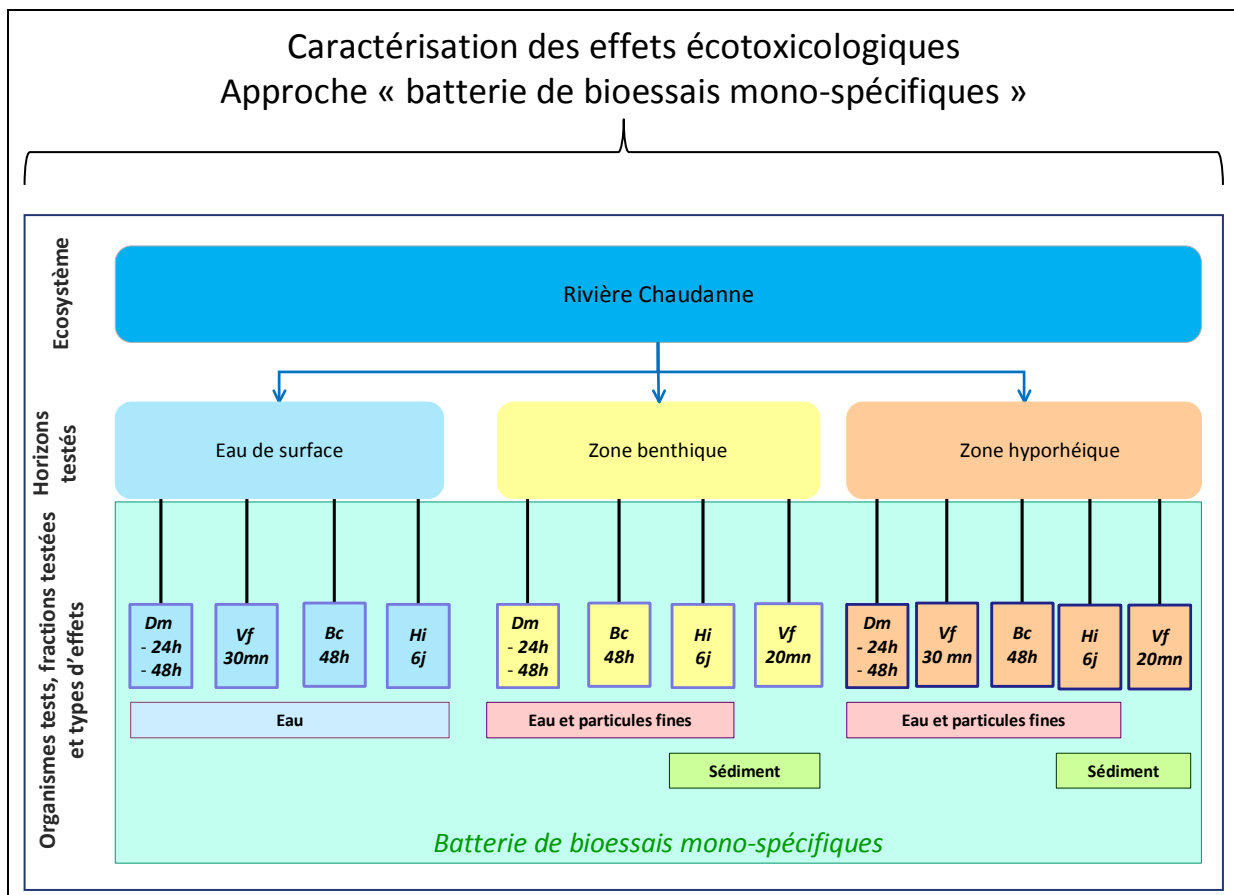 Caractérisation des effets écotoxicologiques
Approche « batterie de bioessais mono-spécifiques »
Ecosystème
Rivière Chaudanne
Horizons
testés
Eau de surface
Zone benthique
Zone hyporhéique
Organismes tests, fractions testées
et types d'effets
Dm
- 24h
- 48h
Vf
30mn
Bc
48h
Hi
6j
Dm
- 24h
- 48h
Bc
48h
Hi
6j
Vf
20mn
Dm
- 24h
- 48h
Vf
30 mn
Bc
48h
Hi
6j
Vf
20mn
Eau
Eau et particules fines
Eau et particules fines
Sédiment
Sédiment
Batterie de bioessais mono-spécifiques